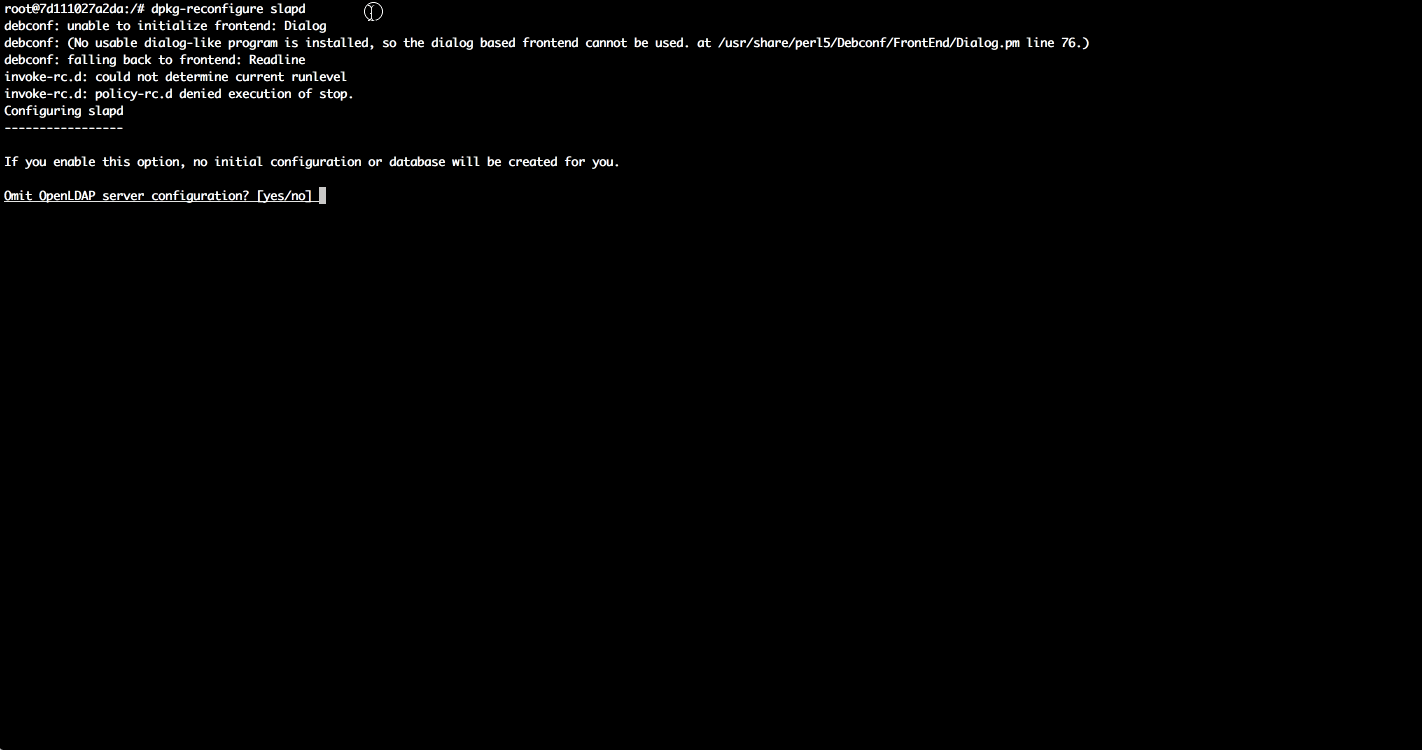 root@7d111027a2da:/# dpkg-reconfigure slapd
debconf: unable to initialize frontend: Dialog
debconf: (No usable dialog-like program is installed, so the dialog based frontend cannot be used. at /usr/share/perl5/Debconf/FrontEnd/Dialog.pm line 76.)
debconf: falling back to frontend: Readline
invoke-rc.d: could not determine current runlevel
invoke-rc.d: policy-rc.d denied execution of stop.
Configuring slapd
-----------------
If you enable this option, no initial configuration or database will be created for you.
Omit OpenLDAP server configuration? [yes/no]